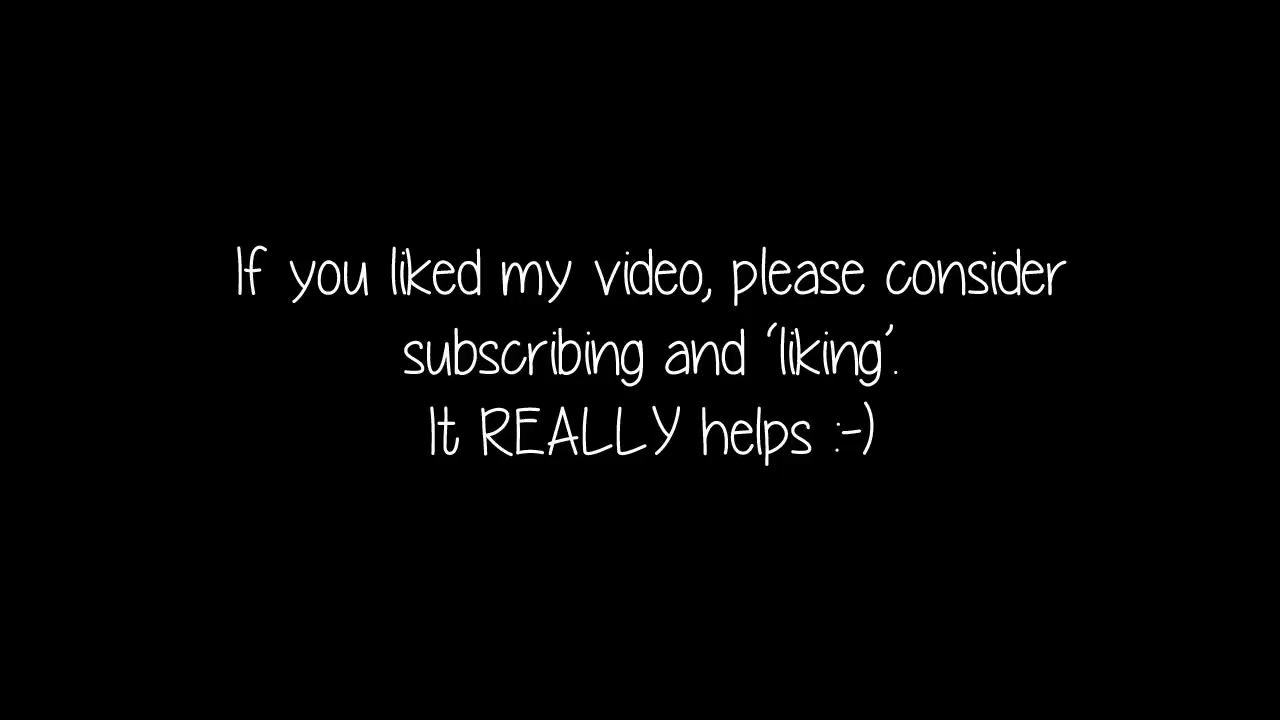 If you liked my video, please consider
subscribing and ‘liking’.
It REALLY helps :-)